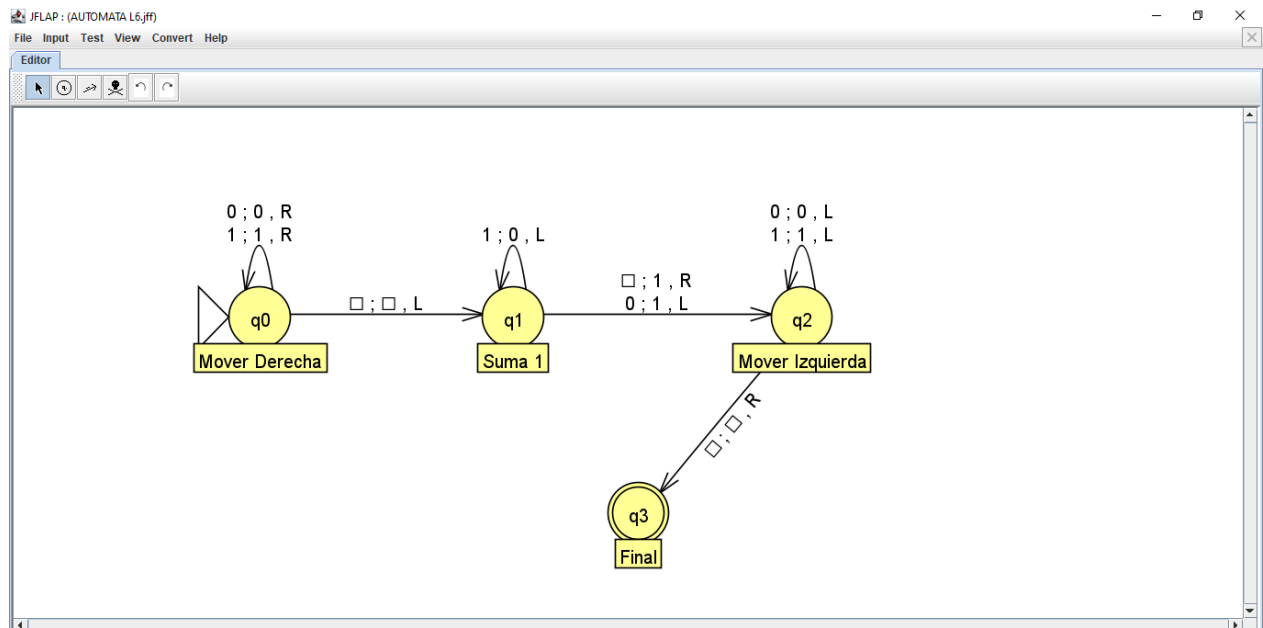 JFLAP : (AUTOMATA L6.jff)
File Input Test View Convert Help
Editor
0 ; 0 , R
1 ; 1 , R
1 ; 0 , L
0 ; 0 , L
1 ; 1 , L
□ ; 1 , R
0 ; 1 , L
□ ; □ , L
q0
q1
q2
Mover Derecha
Suma 1
Mover Izquierda
□ ; □ , R
q3
Final